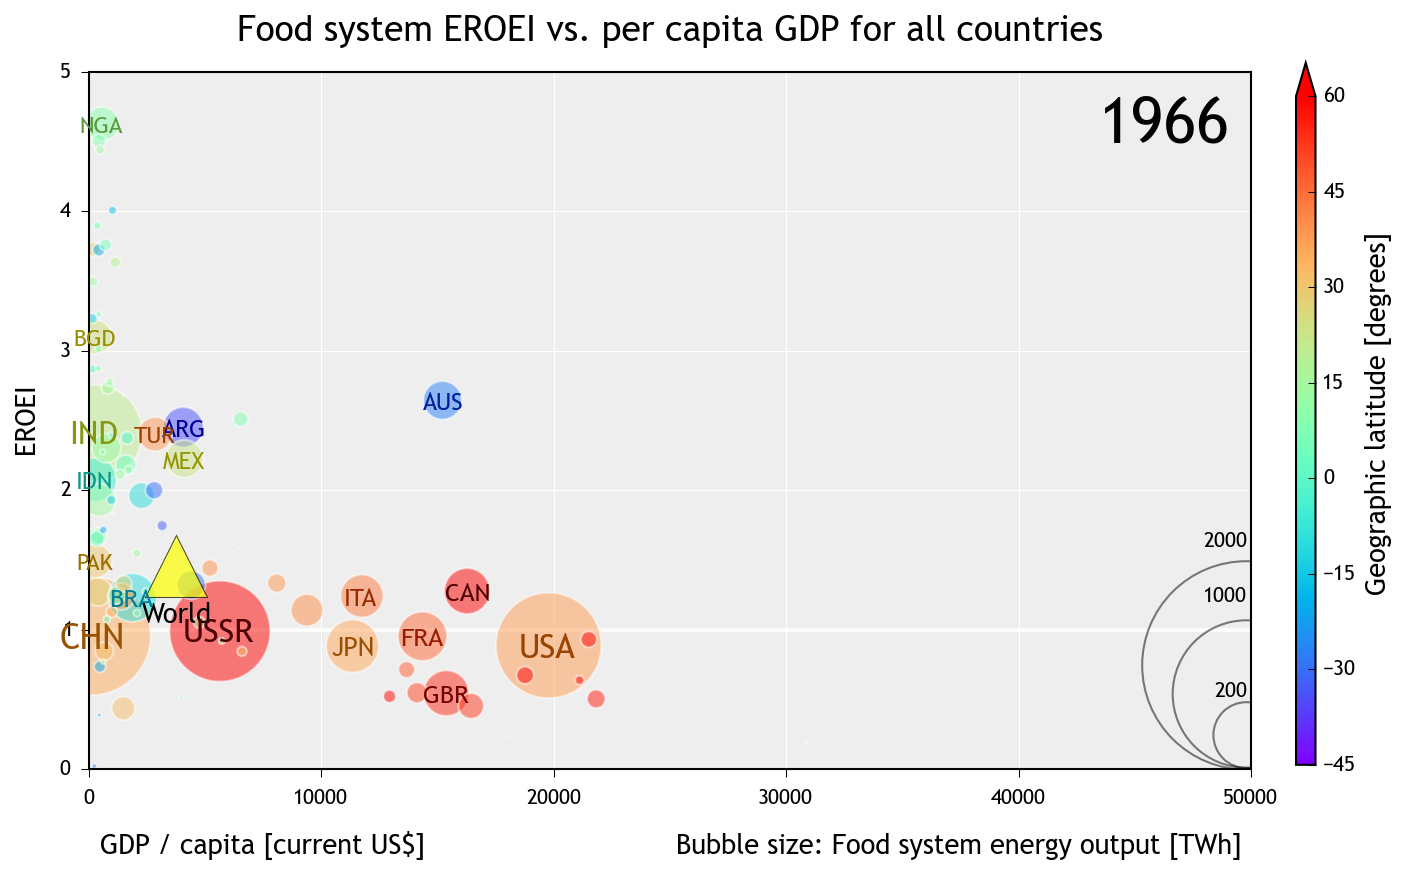 Food system EROEI vs. per capita GDP for all countries
1966
5
4
3
2
1
0
EROEI
NGA
BGD
AUS
IND
TUR
ARG
MEX
IDN
PAK
BRA
World
CHN
USSR
ITA
CAN
JPN
FRA
USA
GBR
2000
1000
200
0
10000
20000
30000
40000
50000
GDP / capita [current US$]
Bubble size: Food system energy output [TWh]
60
45
30
15
0
−15
−30
−45
Geographic latitude [degrees]